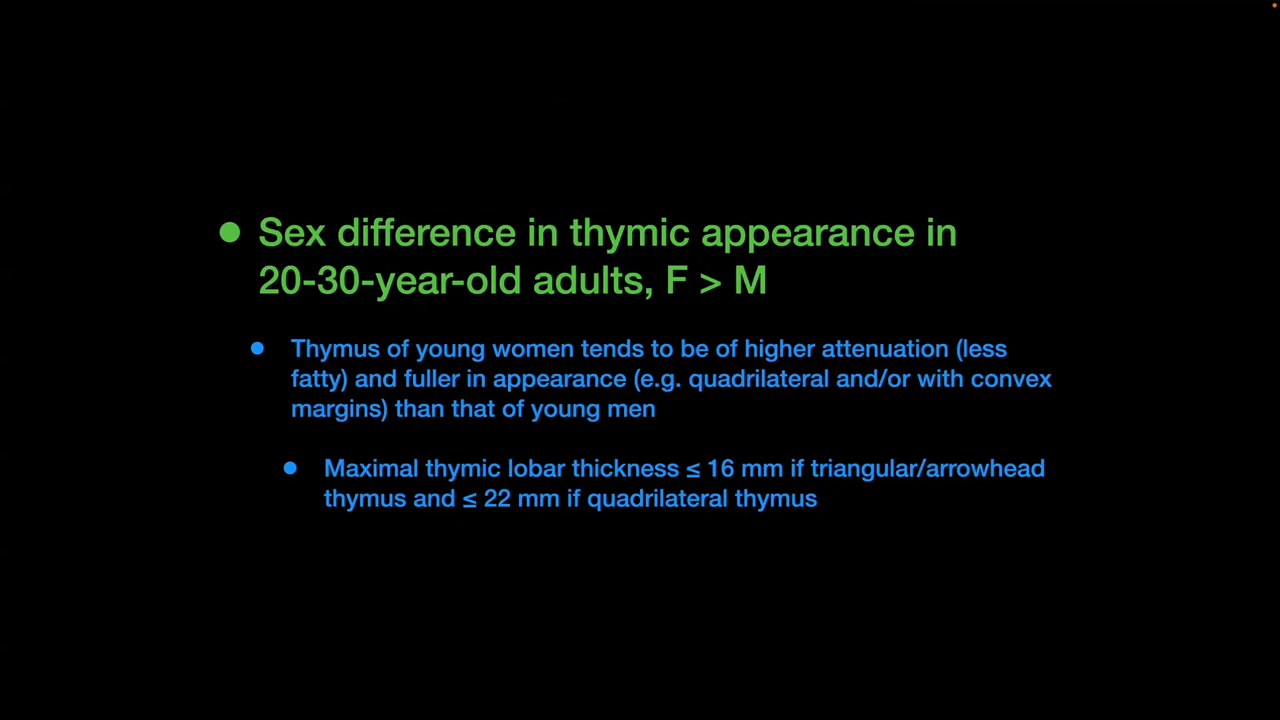 Sex difference in thymic appearance in
20-30-year-old adults, F > M
Thymus of young women tends to be of higher attenuation (less
fatty) and fuller in appearance (e.g. quadrilateral and/or with convex
margins) than that of young men
Maximal thymic lobar thickness ≤ 16 mm if triangular/arrowhead
thymus and ≤ 22 mm if quadrilateral thymus